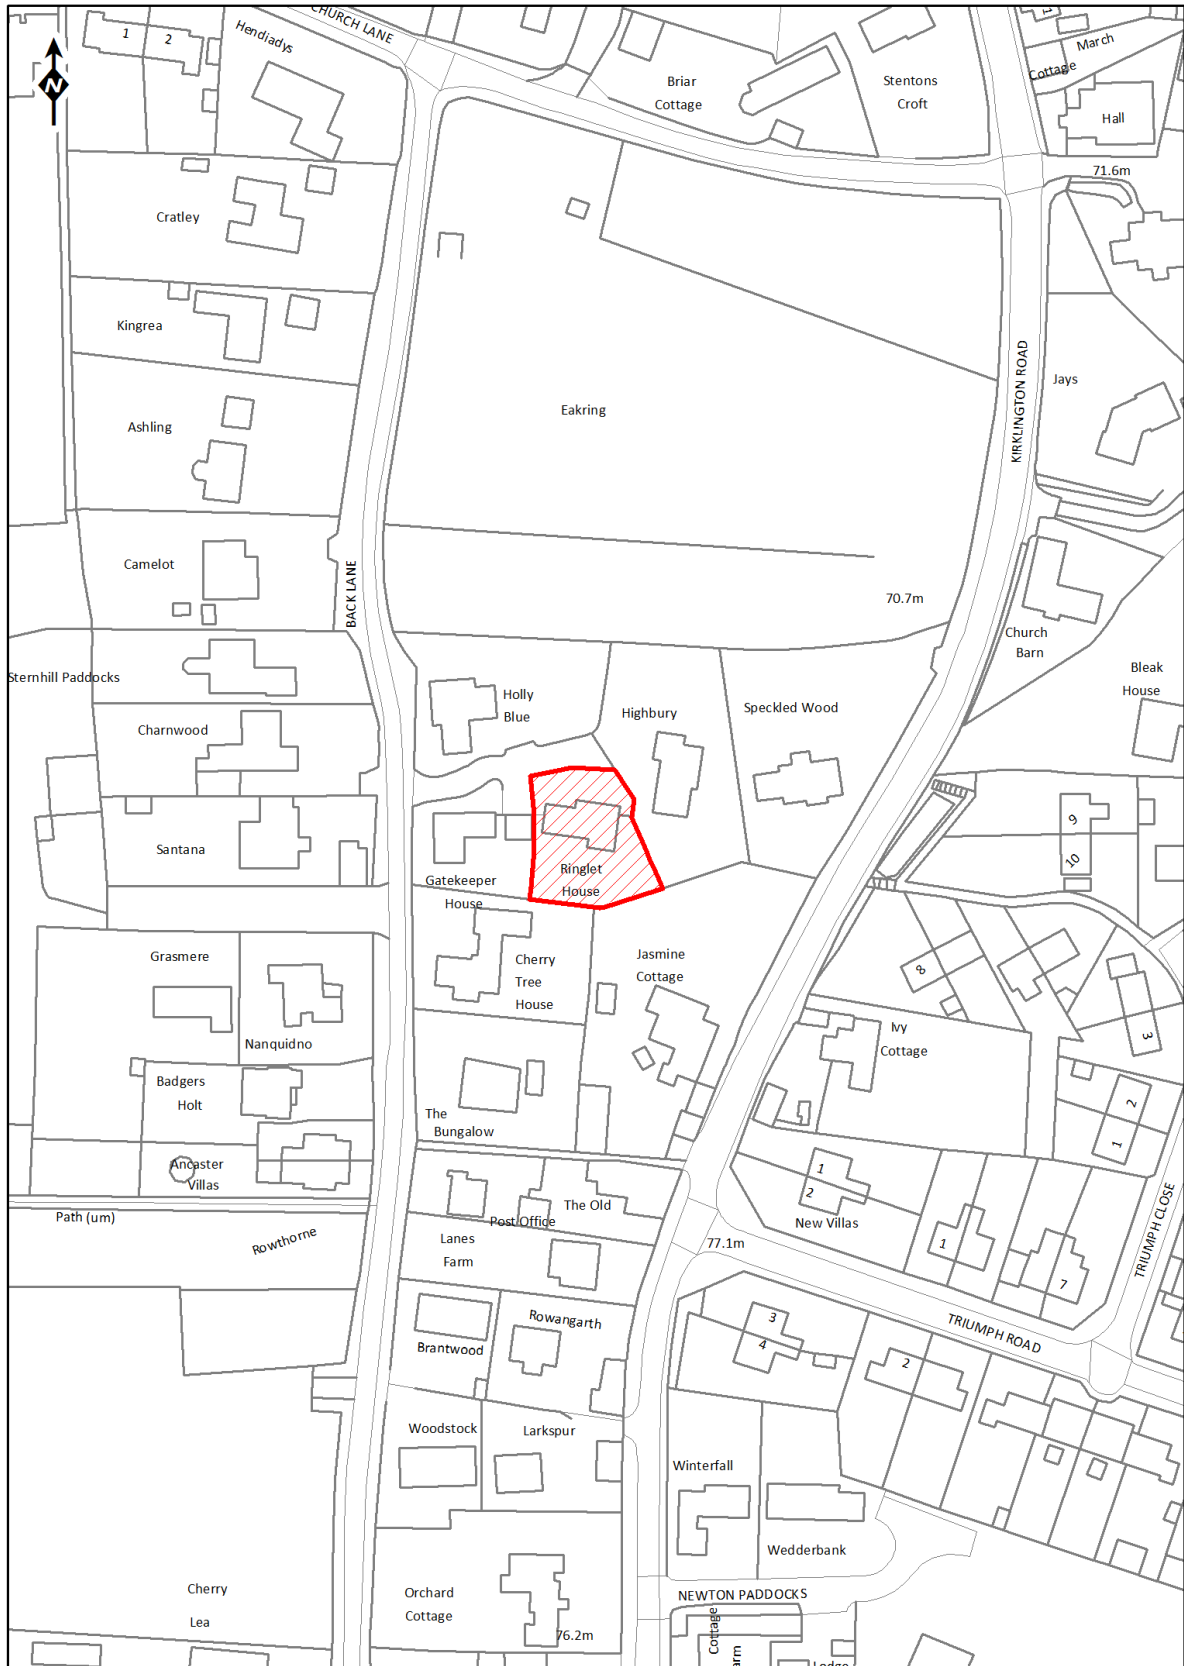 CHURCH LANE
1
2
Hendiadys
N
Briar
Cottage
Stentons
Croft
1
March
Cottage
Hall
71.6m
Cratley
Kingrea
Ashling
Eakring
KIRKLINGTON ROAD
Jays
Camelot
BACK LANE
70.7m
Church
Barn
Bleak
House
Sternhill Paddocks
Charnwood
Holly
Blue
Highbury
Speckled Wood
Santana
Gatekeeper
House
Ringlet
House
9
10
Grasmere
Nanquidno
Cherry
Tree
House
Jasmine
Cottage
8
Ivy
Cottage
3
2
1
Badgers
Holt
The
Bungalow
Ancaster
Villas
Path (um)
Rowthorne
The Old
Post Office
Lanes
Farm
1
2
New Villas
1
7
TRIUMPH CLOSE
77.1m
TRIUMPH ROAD
Brantwood
Rowangarth
3
4
2
Woodstock
Larkspur
Winterfall
Wedderbank
Cherry
Lea
Orchard
Cottage
76.2m
NEWTON PADDOCKS
Cottage
arm
Lodge